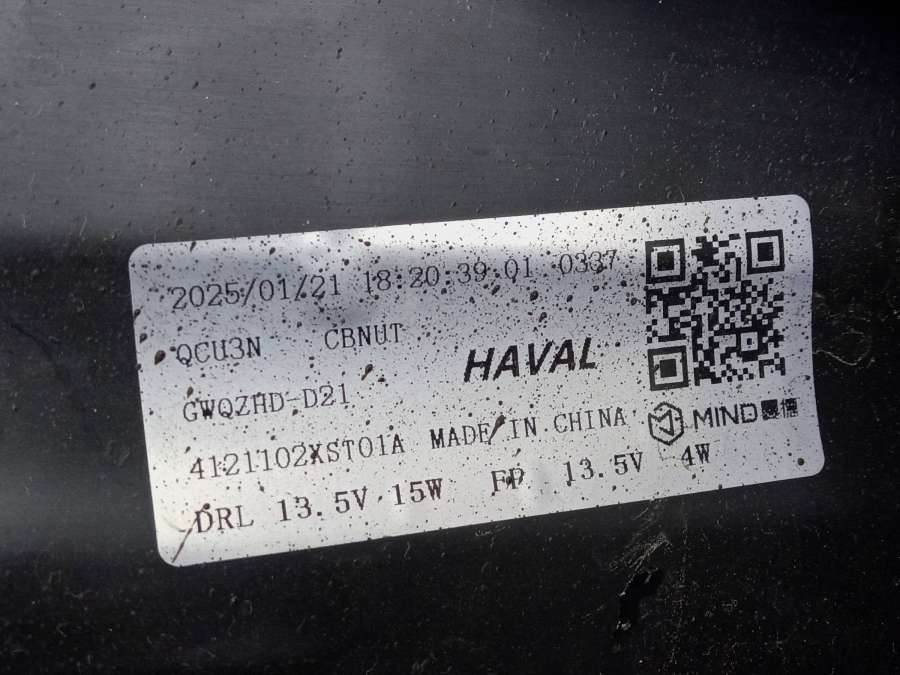 2025/01/21 18:20:39 01 0337
QCU3N CBNUT
HAVAL
GWQZHD-D21
MIND
4121102XST01A MADE IN CHINA
DRL 13.5V 15W FP 13.5V 4W